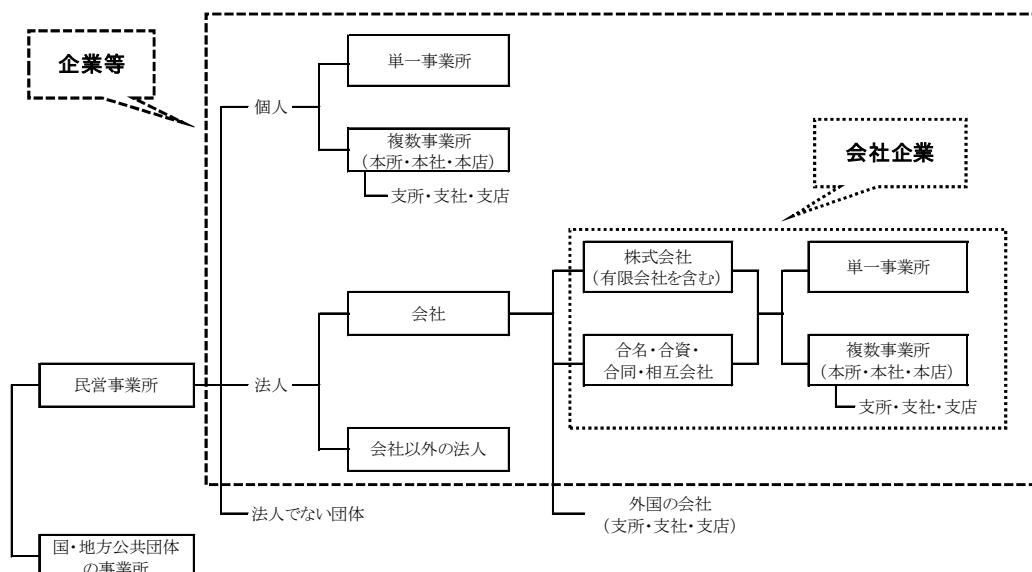 企業等
単一事業所
個人
複数事業所
(本所・本社・本店)
支所・支社・支店
会社企業
株式会社
(有限会社を含む)
単一事業所
会社
合名・合資・
合同・相互会社
複数事業所
(本所・本社・本店)
支所・支社・支店
民営事業所
法人
会社以外の法人
法人でない団体
外国の会社
(支所・支社・支店)
国・地方公共団体
の事業所